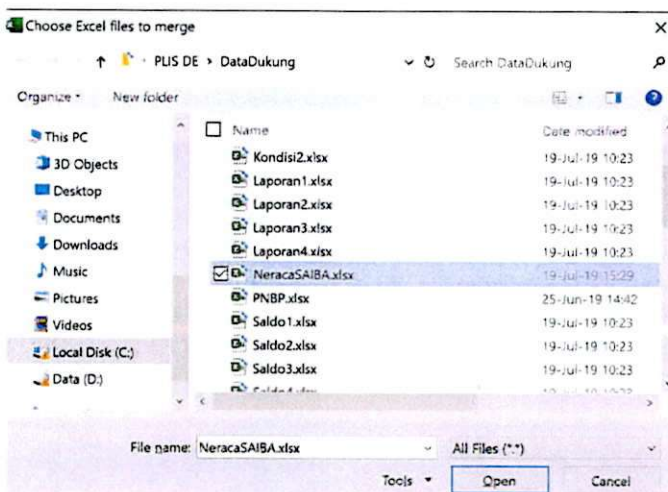 Choose Excel files to merge
PLIS DE > DataDukung
Search DataDukung
Organize
New folder
This PC
3D Objects
Desktop
Documents
Downloads
Music
Pictures
Videos
Local Disk (C:)
Data (D:)
Name Date modified
Kondisi2.xlsx 19-Jul-19 10:23
Laporan1.xlsx 19-Jul-19 10:23
Laporan2.xlsx 19-Jul-19 10:23
Laporan3.xlsx 19-Jul-19 10:23
Laporan4.xlsx 19-Jul-19 10:23
NeracaSAIBA.xlsx 19-Jul-19 15:29
PNBP.xlsx 25-Jun-19 14:42
Saldo1.xlsx 19-Jul-19 10:23
Saldo2.xlsx 19-Jul-19 10:23
Saldo3.xlsx 19-Jul-19 10:23
File name: NeracaSAIBA.xlsx
All Files (*.*)
Tools
Open
Cancel